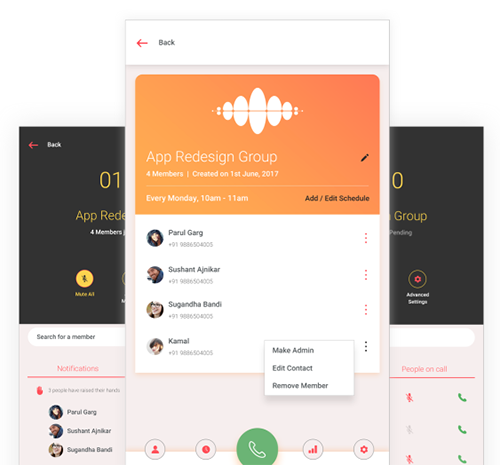 Back
App Redesign Group
4 Members | Created on 1st June, 2017
Every Monday, 10am - 11am
Add / Edit Schedule
Parul Garg
+91 9886504005
Sushant Ajnikar
+91 9886504005
Sugandha Bandi
+91 9886504005
Kamal
+91 9886504005
Make Admin
Edit Contact
Remove Member
Back
01
App Rede
4 Members j
Mute All
M
Search for a member
Notifications
3 people have raised their hands
Parul Garg
Sushant Ajnikar
Sugandha Bandi
0
n Group
Pending
Advanced
Settings
People on call